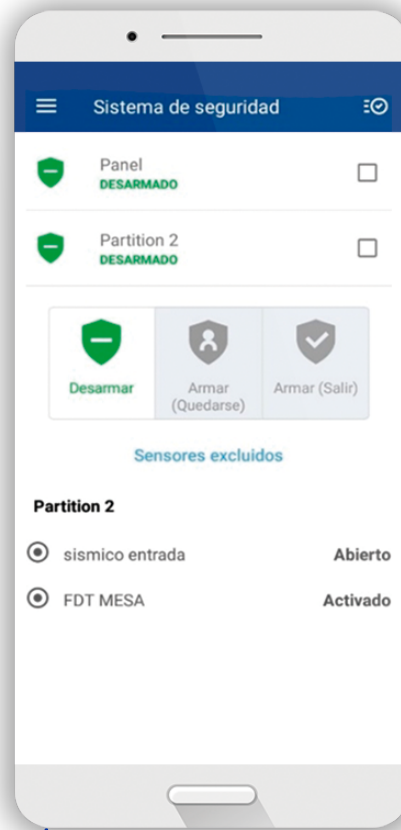 Sistema de seguridad
Panel
DESARMADO
Partition 2
DESARMADO
Desarmar
Armar
(Quedarse)
Armar (Salir)
Sensores excluidos
Partition 2
sismico entrada Abierto
FDT MESA Activado